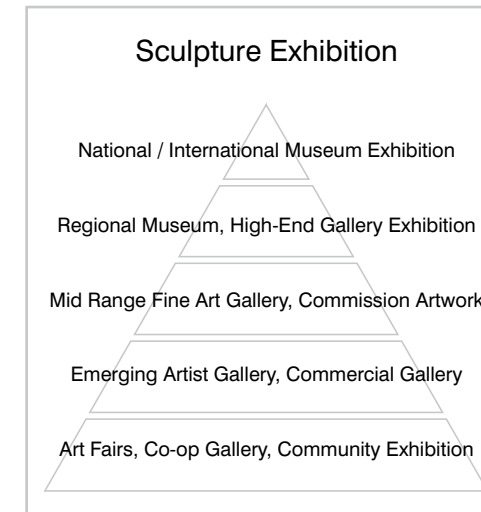 Sculpture Exhibition
National / International Museum Exhibition
Regional Museum, High-End Gallery Exhibition
Mid Range Fine Art Gallery, Commission Artwork
Emerging Artist Gallery, Commercial Gallery
Art Fairs, Co-op Gallery, Community Exhibition